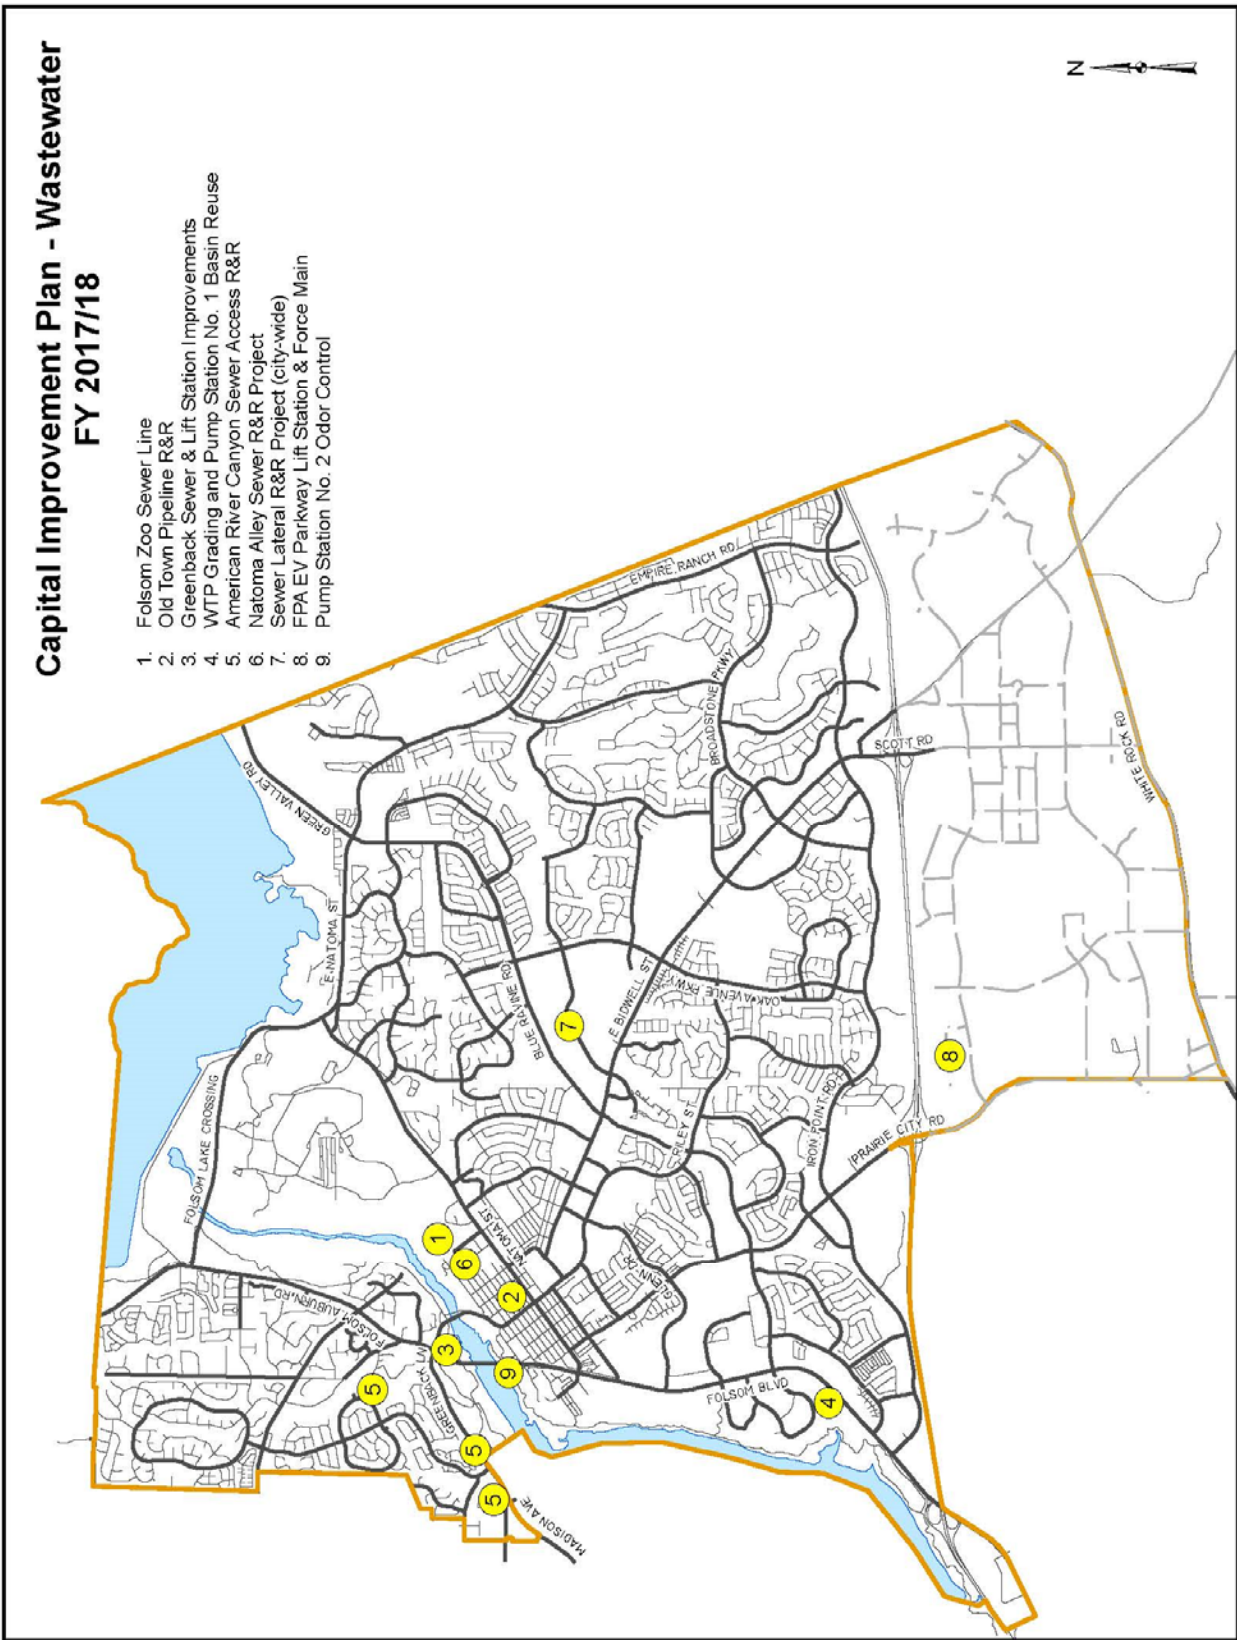 Capital Improvement Plan - Wastewater
FY 2017/18
1. Folsom Zoo Sewer Line
2. Old Town Pipeline R&R
3. Greenback Sewer & Lift Station Improvements
4. WTP Grading and Pump Station No. 1 Basin Reuse
5. American River Canyon Sewer Access R&R
6. Natoma Alley Sewer R&R Project
7. Sewer Lateral R&R Project (city-wide)
8. FPA EV Parkway Lift Station & Force Main
9. Pump Station No. 2 Odor Control
N
GREEN VALLEY RD
E NATOMA ST
FOLSOM LAKE CROSSING
EMPIRE RANCH RD
BROADSTONE PKWY
BLUE RAVINE RD
E BIDWELL ST
OAK AVENUE PKWY
SCOTT RD
WHITE ROCK RD
FOLSOM AUBURN RD
NATOMA ST
RILEY ST
IRON POINT RD
PRAIRIE CITY RD
GLENN DR
GREENBACK LN
FOLSOM BLVD
MADISON AVE
1
6
2
3
9
5
5
5
4
7
8